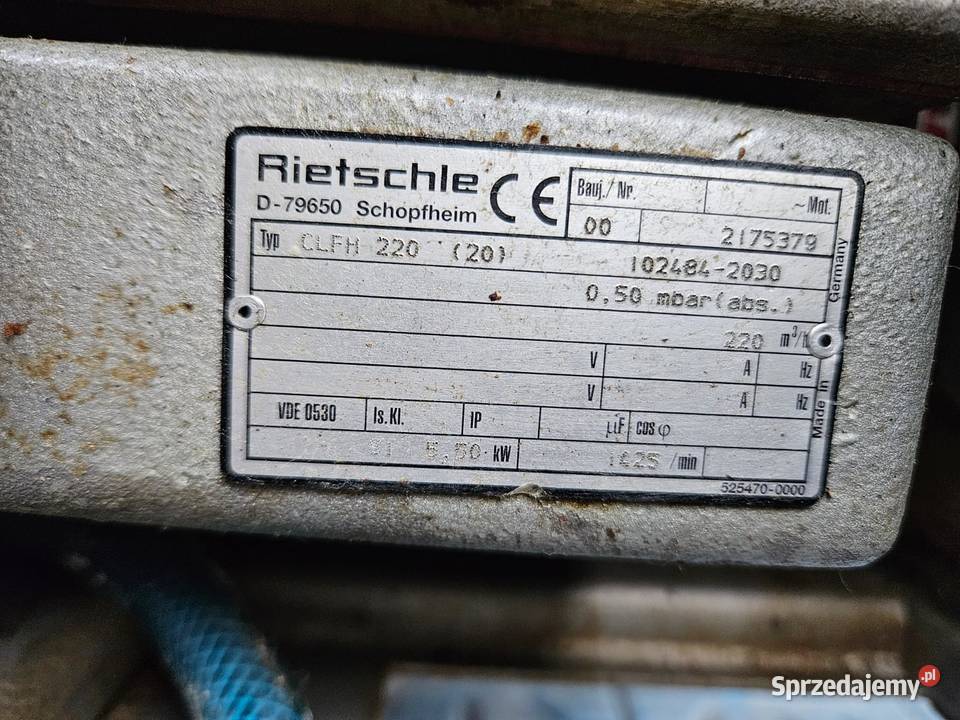 Rietschle CE
D-79650 Schopfheim
Bauj./ Nr. ~Mot.
00 2175379
Typ CLFH 220 (20) 102484-2030
0,50 mbar(abs.)
220 m³/h
V A Hz
V A Hz
VDE 0530 Is.Kl. IP µF cos φ
5,50 kW 1425 /min
525470-0000
Made in Germany
Sprzedajemy.pl